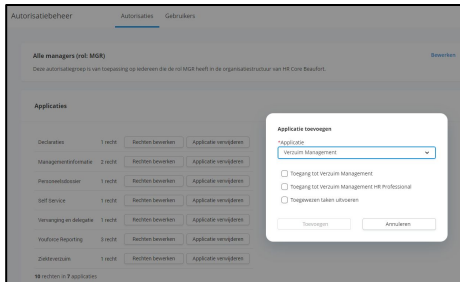 Autorisatiebeheer Autorisaties Gebruikers
Alle managers (rol: MGR) Bewerken
Deze autorisatiegroep is van toepassing op iedereen die de rol MGR heeft in de organisatiestructuur van HR Core Beaufort.
Applicaties
Declaraties 1 recht Rechten bewerken Applicatie verwijderen
Managementinformatie 2 recht Rechten bewerken Applicatie verwijderen
Personeelsdossier 1 recht Rechten bewerken Applicatie verwijderen
Self Service 1 recht Rechten bewerken Applicatie verwijderen
Vervanging en delegatie 1 recht Rechten bewerken Applicatie verwijderen
Youforce Reporting 3 recht Rechten bewerken Applicatie verwijderen
Ziekteverzuim 1 recht Rechten bewerken Applicatie verwijderen
10 rechten in 7 applicaties
Applicatie toevoegen
*Applicatie
Verzuim Management
Toegang tot Verzuim Management
Toegang tot Verzuim Management HR Professional
Toegewezen taken uitvoeren
Toevoegen Annuleren